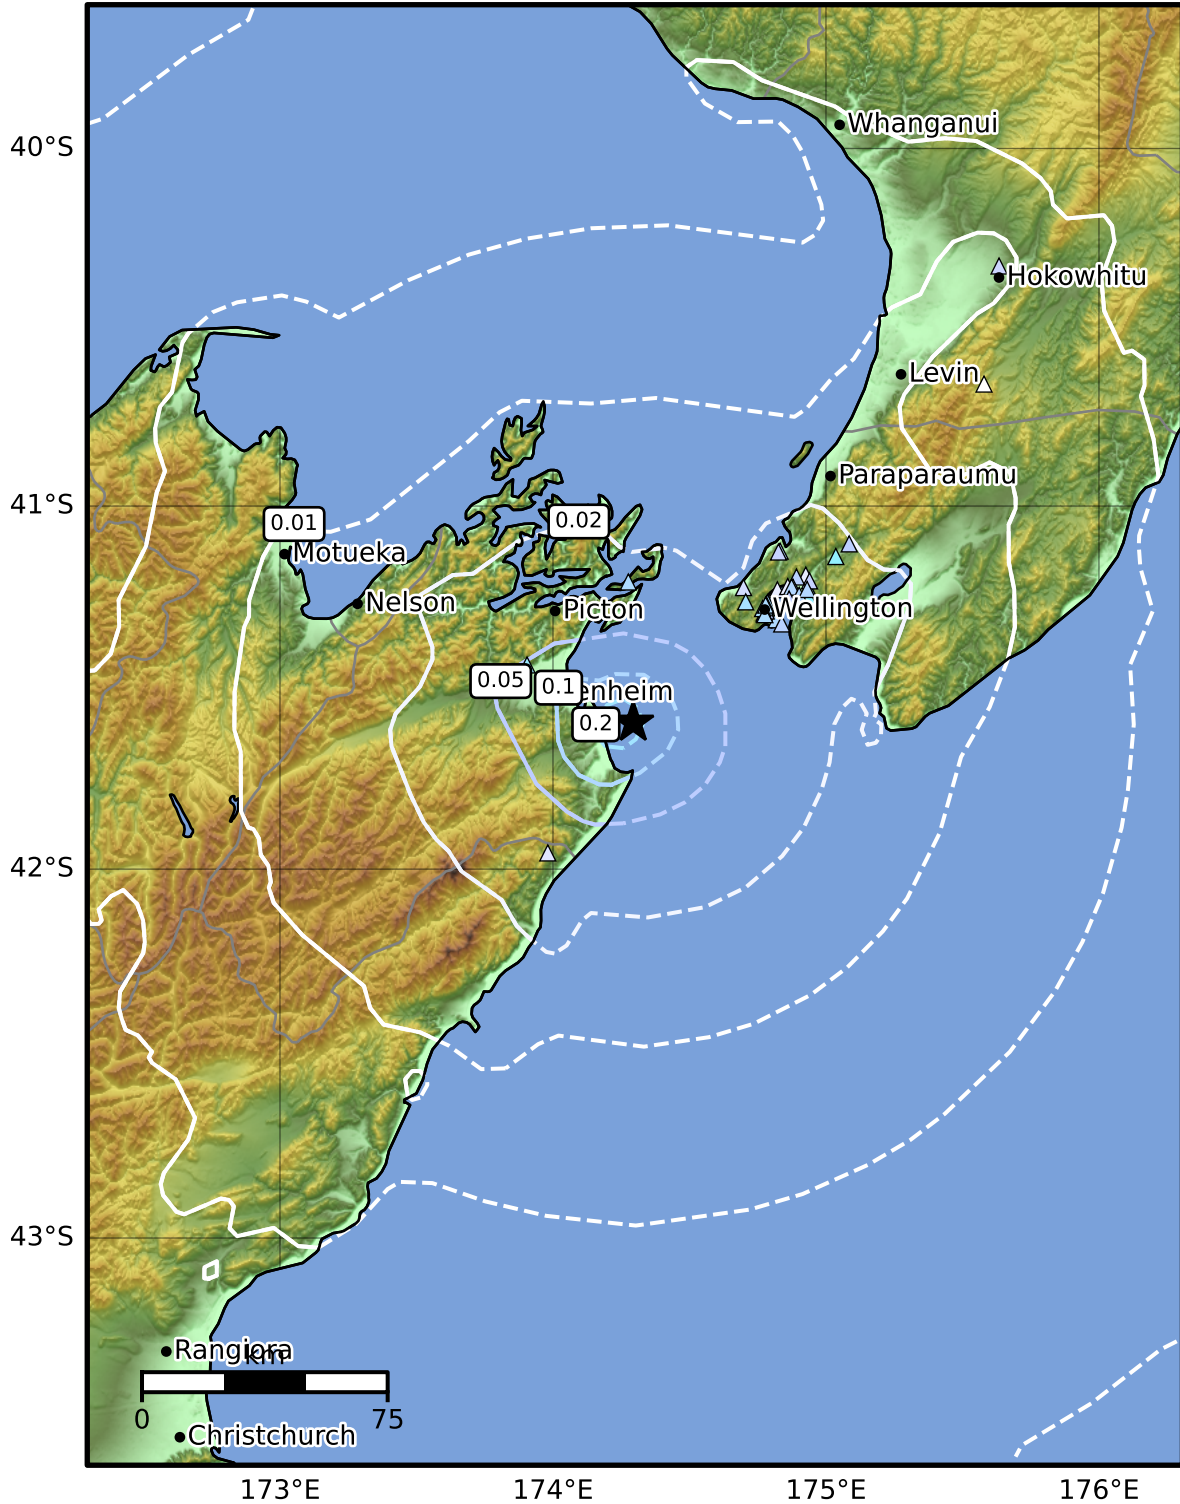 Whanganui
40°S
Hokowhitu
Levin
Paraparaumu
41°S
0.01
0.02
Motueka
Nelson
Picton
Wellington
0.05
0.1
enheim
0.2
42°S
43°S
Rangiora
km
0
75
Christchurch
173°E
174°E
175°E
176°E